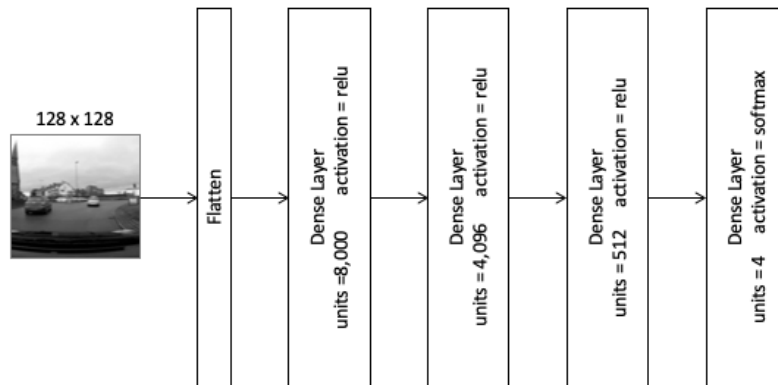 128 x 128
Flatten
Dense Layer
units =8,000 activation = relu
Dense Layer
units = 4,096 activation = relu
Dense Layer
units = 512 activation = relu
Dense Layer
units = 4 activation = softmax